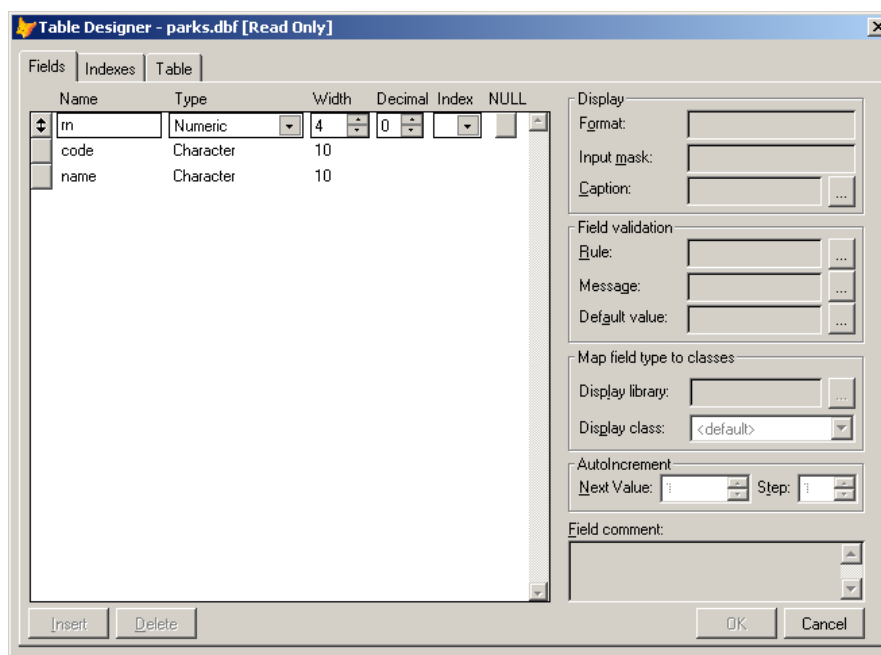 Table Designer - parks.dbf [Read Only]
Fields Indexes Table
Name Type Width Decimal Index NULL
rn Numeric 4 0
code Character 10
name Character 10
Display
Format:
Input mask:
Caption: ...
Field validation
Rule: ...
Message: ...
Default value: ...
Map field type to classes
Display library: ...
Display class: <default>
AutoIncrement
Next Value: 1 Step: 1
Field comment:
Insert Delete OK Cancel